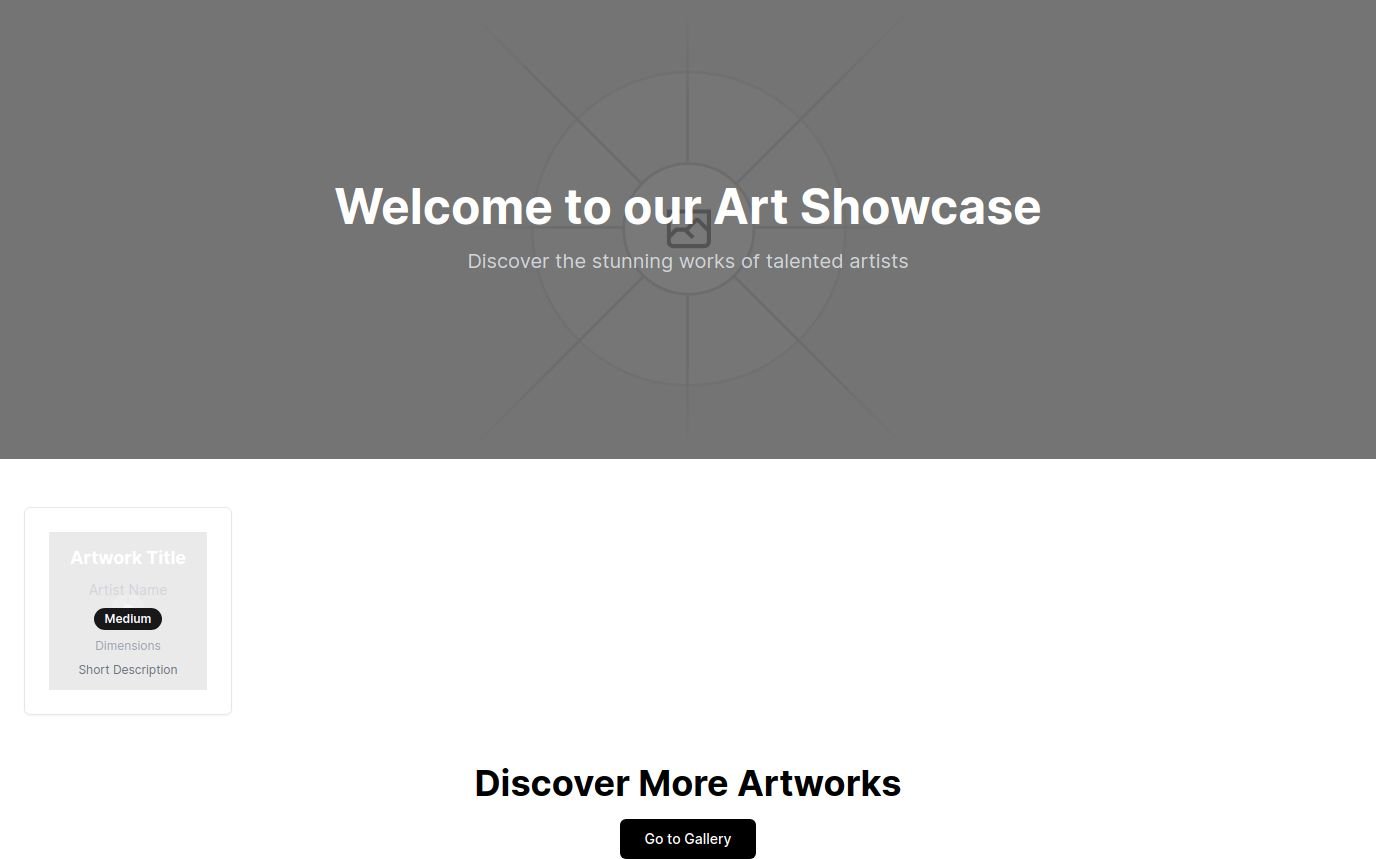 Welcome to our Art Showcase
Discover the stunning works of talented artists
Artwork Title
Artist Name
Medium
Dimensions
Short Description
Discover More Artworks
Go to Gallery